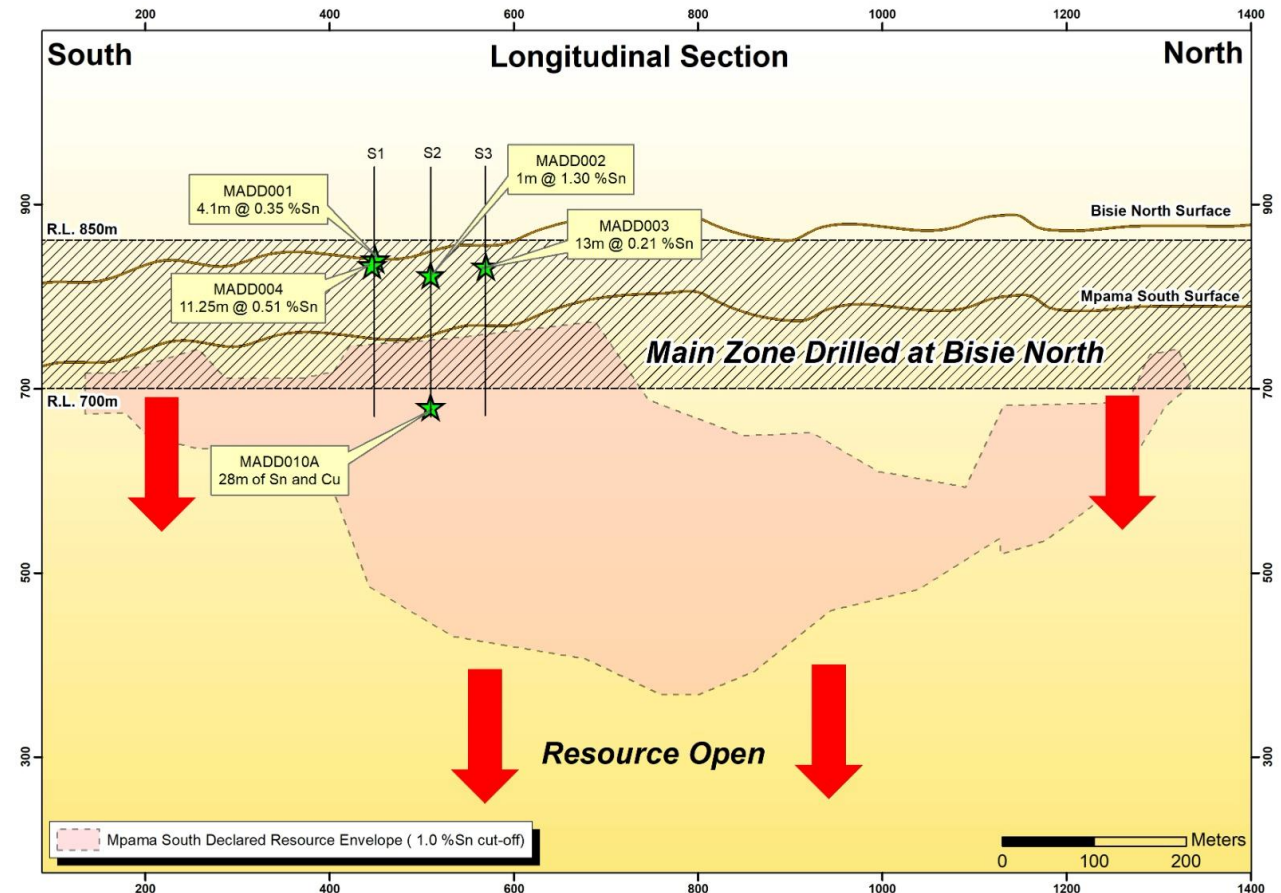 200 400 600 800 1000 1200 1400
South Longitudinal Section North
S1 S2 S3
MADD002
1m @ 1.30 %Sn
MADD001
4.1m @ 0.35 %Sn
900 900
Bisie North Surface
MADD003
13m @ 0.21 %Sn
R.L. 850m
MADD004
11.25m @ 0.51 %Sn
Mpama South Surface
Main Zone Drilled at Bisie North
700 700
R.L. 700m
MADD010A
28m of Sn and Cu
500 500
Resource Open
300 300
Mpama South Declared Resource Envelope ( 1.0 %Sn cut-off)
Meters
0 100 200
200 400 600 800 1000 1200 1400